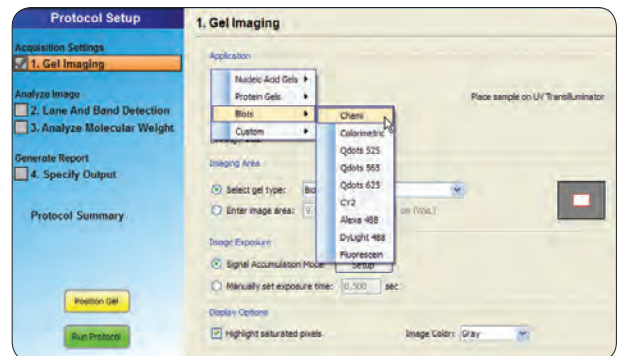 Protocol Setup
Acquisition Settings
1. Gel Imaging
Analyze Image
2. Lane And Band Detection
3. Analyze Molecular Weight
Generate Report
4. Specify Output
Protocol Summary
Position Gel
Run Protocol
1. Gel Imaging
Application
Nucleic Acid Gels
Protein Gels
Blots
Custom
Chemi
Colorimetric
Qdots 525
Qdots 565
Qdots 625
CY2
Alexa 488
DyLight 488
Fluorescein
Place sample on UV Transilluminator
Imaging Area
Select gel type:
Enter image area:
Image Exposure
Signal Accumulation Mode
Setup
Manually set exposure time: 0.500 sec
Display Options
Highlight saturated pixels
Image Color: Gray